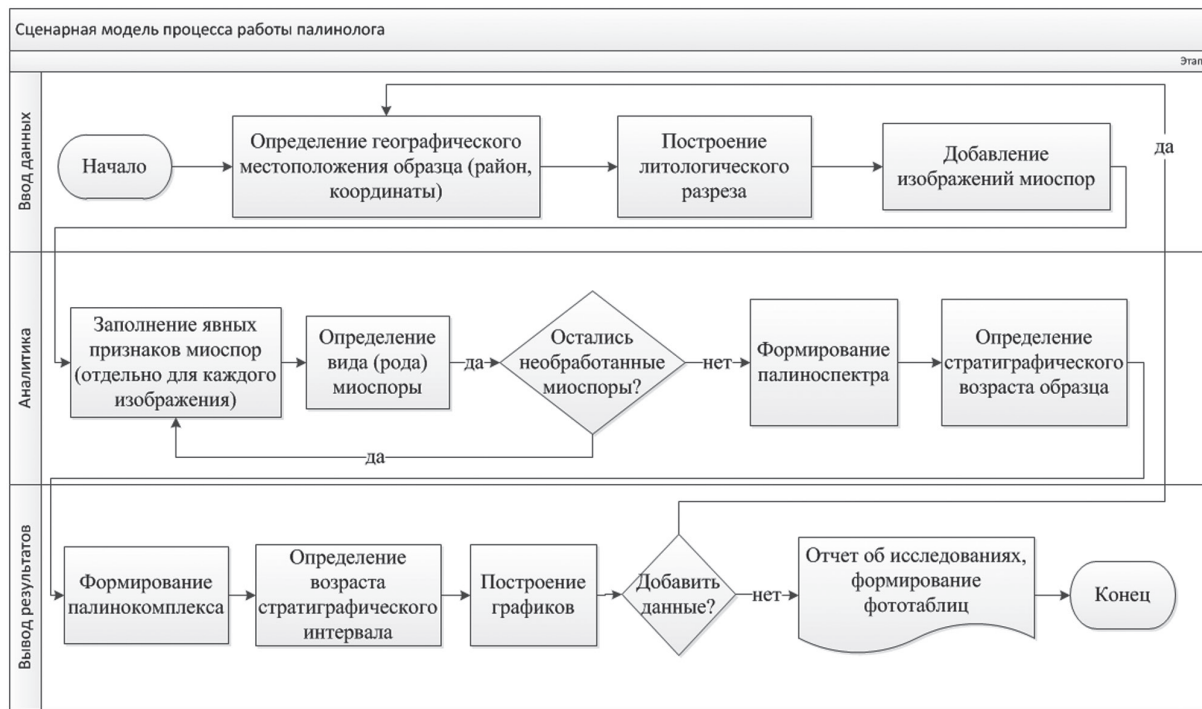 Сценарная модель процесса работы палинолога
Этап
Ввод данных
Начало
Определение географического
местоположения образца (район,
координаты)
Построение
литологического
разреза
Добавление
изображений миоспор
да
Аналитика
Заполнение явных
признаков миоспор
(отдельно для каждого
изображения)
Определение
вида (рода)
миоспоры
да
Остались
необработанные
миоспоры?
да
нет
Формирование
палиноспектра
Определение
стратиграфического
возраста образца
Вывод результатов
Формирование
палинокомплекса
Определение
возраста
стратиграфического
интервала
Построение
графиков
Добавить
данные?
нет
Отчет об исследованиях,
формирование
фототаблиц
Конец